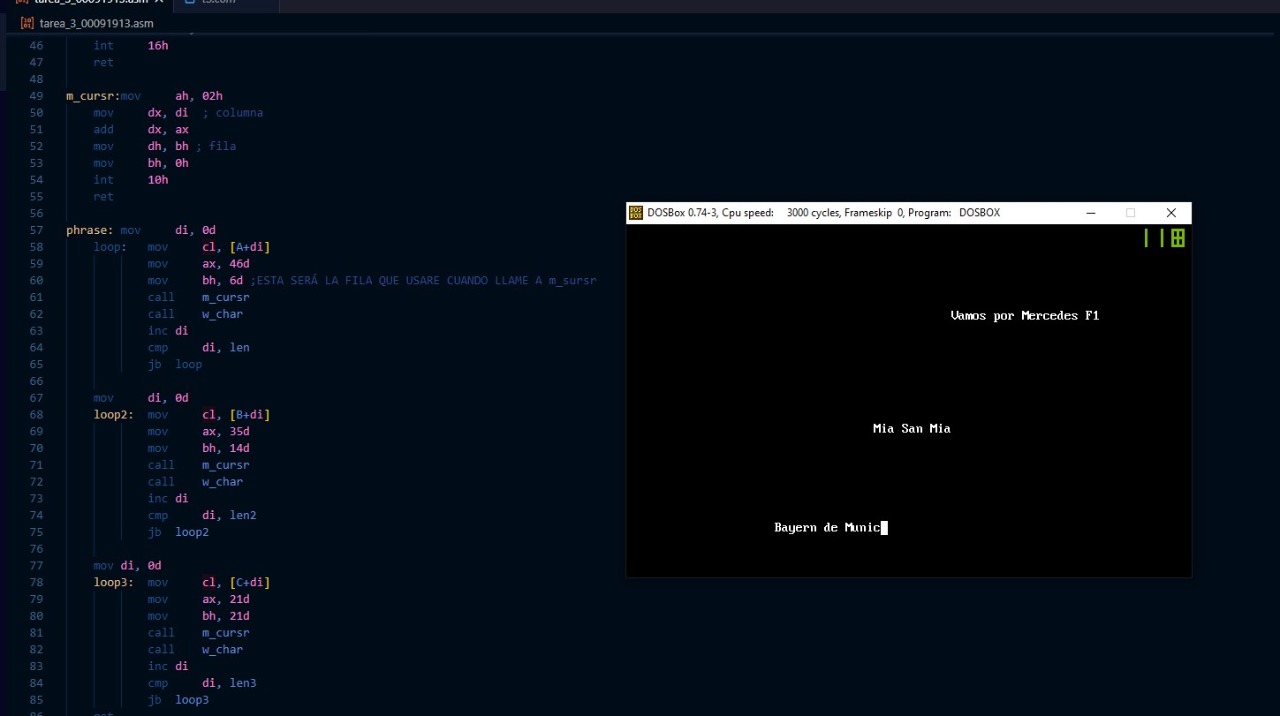 tarea_3_00091913.asm
t3.com
tarea_3_00091913.asm
46 int 16h
47 ret
48
49 m_cursr:mov ah, 02h
50 mov dx, di ; columna
51 add dx, ax
52 mov dh, bh ; fila
53 mov bh, 0h
54 int 10h
55 ret
56
57 phrase: mov di, 0d
58 loop: mov cl, [A+di]
59 mov ax, 46d
60 mov bh, 6d ;ESTA SERÁ LA FILA QUE USARE CUANDO LLAME A m_sursr
61 call m_cursr
62 call w_char
63 inc di
64 cmp di, len
65 jb loop
66
67 mov di, 0d
68 loop2: mov cl, [B+di]
69 mov ax, 35d
70 mov bh, 14d
71 call m_cursr
72 call w_char
73 inc di
74 cmp di, len2
75 jb loop2
76
77 mov di, 0d
78 loop3: mov cl, [C+di]
79 mov ax, 21d
80 mov bh, 21d
81 call m_cursr
82 call w_char
83 inc di
84 cmp di, len3
85 jb loop3
86 ret
DOSBox 0.74-3, Cpu speed: 3000 cycles, Frameskip 0, Program: DOSBOX
Vamos por Mercedes F1
Mia San Mia
Bayern de Munic